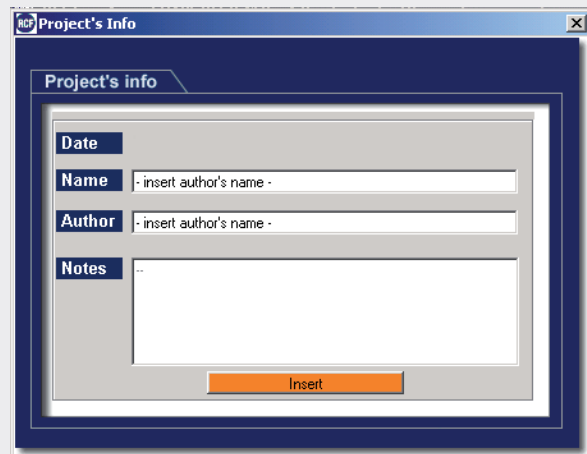 RCF Project's Info
Project's info
Date
Name - insert author's name -
Author - insert author's name -
Notes --
Insert